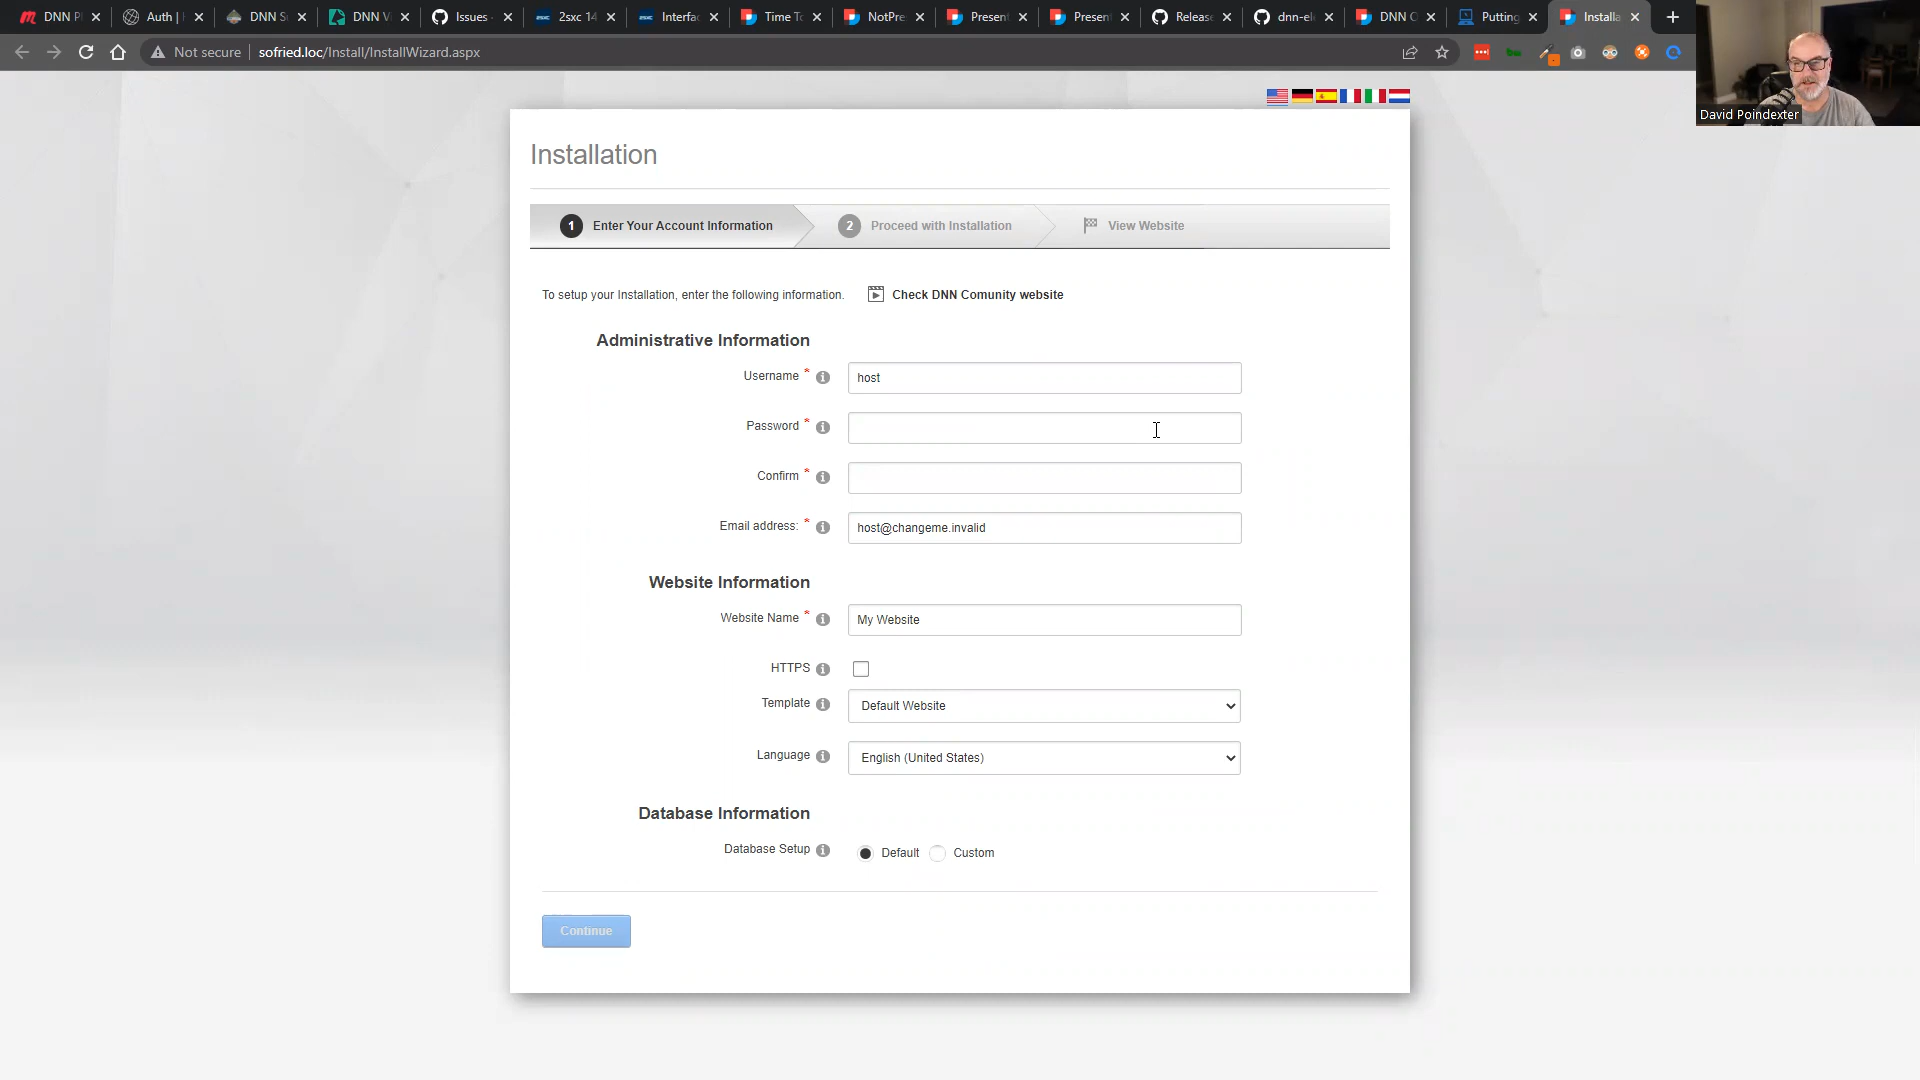 DNN Pl
Auth |
DNN S
DNN V
Issues ·
2sxc 14
Interfac
Time To
NotPre
Present
Present
Release
dnn-el
DNN C
Putting
Installa
Not secure
sofried.loc/Install/InstallWizard.aspx
David Poindexter
Installation
1 Enter Your Account Information
2 Proceed with Installation
View Website
To setup your Installation, enter the following information.
Check DNN Comunity website
Administrative Information
Username * host
Password *
Confirm *
Email address: * host@changeme.invalid
Website Information
Website Name * My Website
HTTPS
Template Default Website
Language English (United States)
Database Information
Database Setup Default Custom
Continue